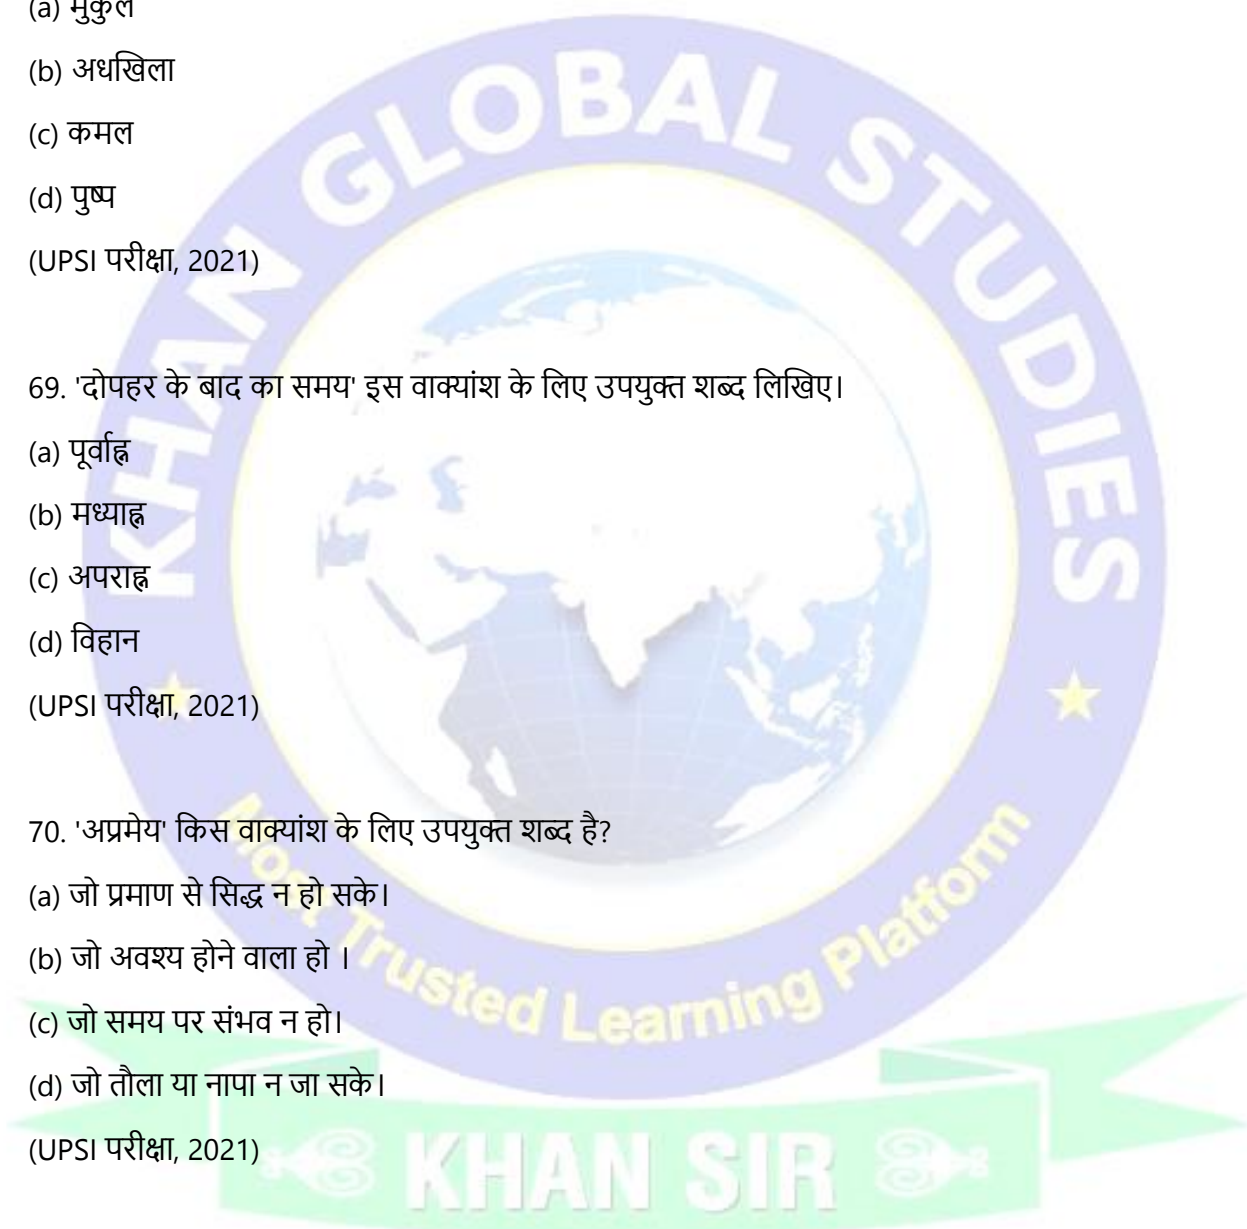 (a) मुकुल
(b) अधखिला
(c) कमल
(d) पुष्प
(UPSI परीक्षा, 2021)
69. 'दोपहर के बाद का समय' इस वाक्यांश के लिए उपयुक्त शब्द लिखिए।
(a) पूर्वाह्न
(b) मध्याह्न
(c) अपराह्न
(d) विहान
(UPSI परीक्षा, 2021)
70. 'अप्रमेय' किस वाक्यांश के लिए उपयुक्त शब्द है?
(a) जो प्रमाण से सिद्ध न हो सके।
(b) जो अवश्य होने वाला हो ।
(c) जो समय पर संभव न हो।
(d) जो तौला या नापा न जा सके।
(UPSI परीक्षा, 2021)
KHAN GLOBAL STUDIES
Most Trusted Learning Platform
KHAN SIR